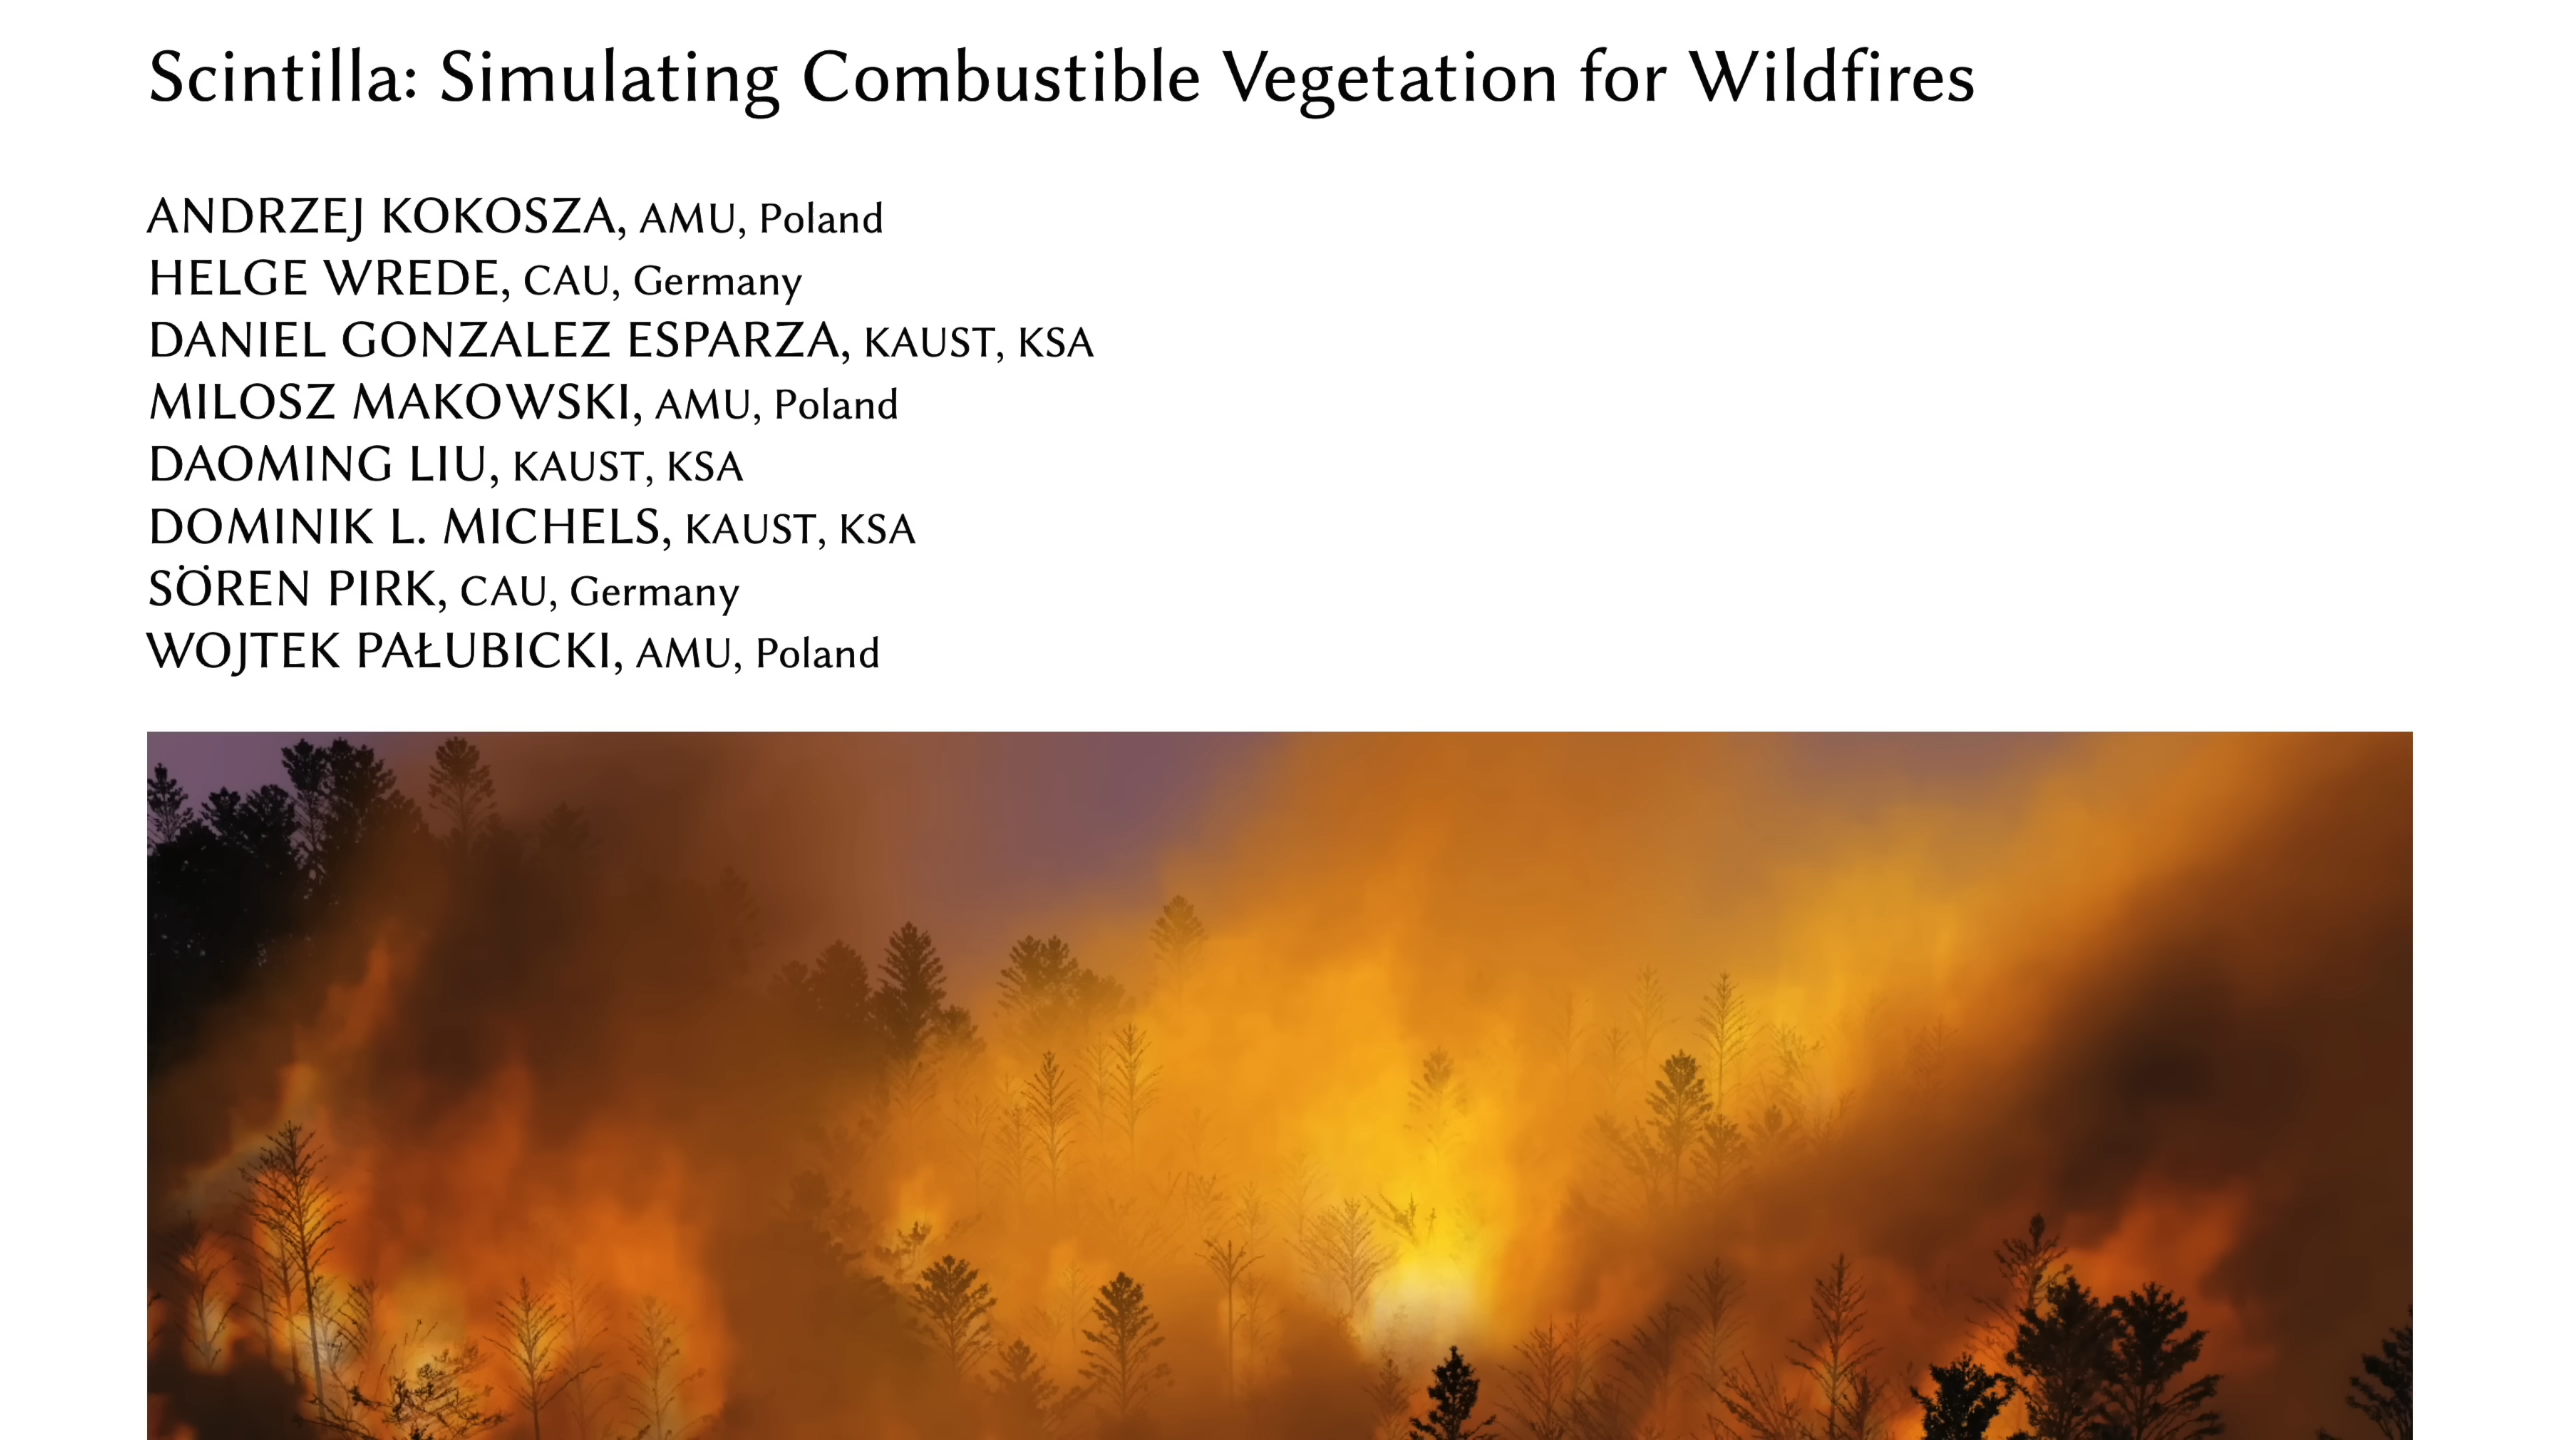 Scintilla: Simulating Combustible Vegetation for Wildfires
ANDRZEJ KOKOSZA, AMU, Poland
HELGE WREDE, CAU, Germany
DANIEL GONZALEZ ESPARZA, KAUST, KSA
MILOSZ MAKOWSKI, AMU, Poland
DAOMING LIU, KAUST, KSA
DOMINIK L. MICHELS, KAUST, KSA
SÖREN PIRK, CAU, Germany
WOJTEK PAŁUBICKI, AMU, Poland